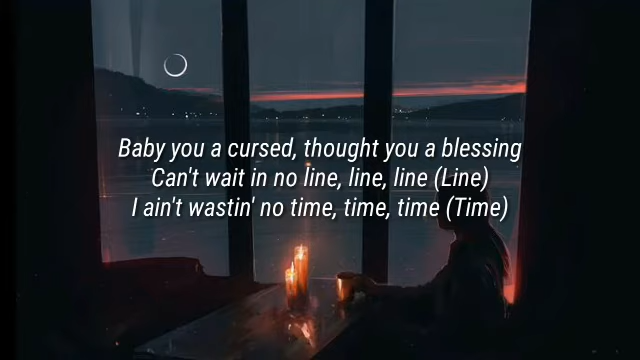 Baby you a cursed, thought you a blessing
Can't wait in no line, line, line (Line)
I ain't wastin' no time, time, time (Time)